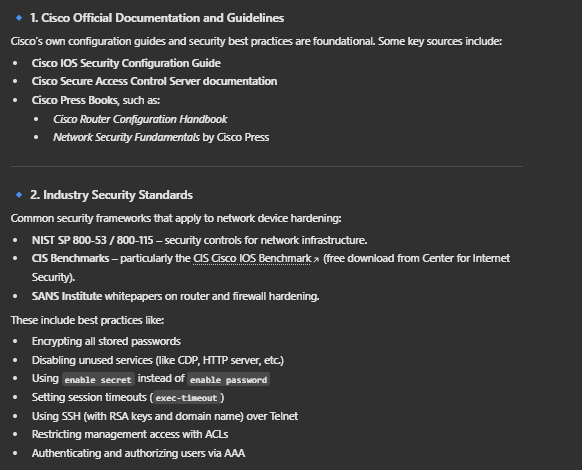 1. Cisco Official Documentation and Guidelines
Cisco's own configuration guides and security best practices are foundational. Some key sources include:
• Cisco IOS Security Configuration Guide
• Cisco Secure Access Control Server documentation
• Cisco Press Books, such as:
• Cisco Router Configuration Handbook
• Network Security Fundamentals by Cisco Press
2. Industry Security Standards
Common security frameworks that apply to network device hardening:
• NIST SP 800-53 / 800-115 – security controls for network infrastructure.
• CIS Benchmarks – particularly the CIS Cisco IOS Benchmark ↗ (free download from Center for Internet
Security).
• SANS Institute whitepapers on router and firewall hardening.
These include best practices like:
• Encrypting all stored passwords
• Disabling unused services (like CDP, HTTP server, etc.)
• Using enable secret instead of enable password
• Setting session timeouts (exec-timeout)
• Using SSH (with RSA keys and domain name) over Telnet
• Restricting management access with ACLs
• Authenticating and authorizing users via AAA